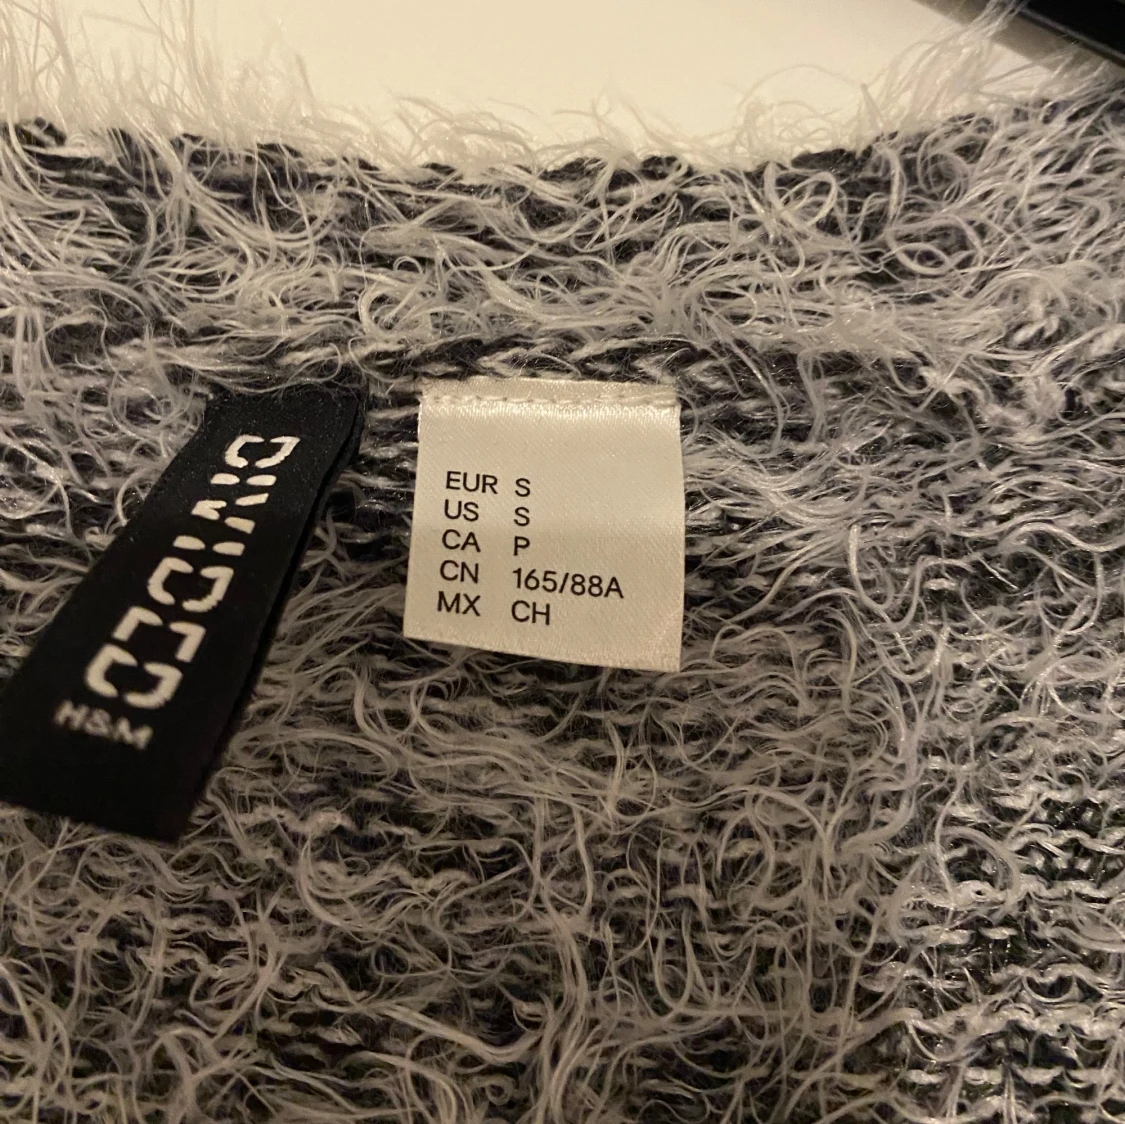 DIVIDED
H&M
EUR S
US S
CA P
CN 165/88A
MX CH